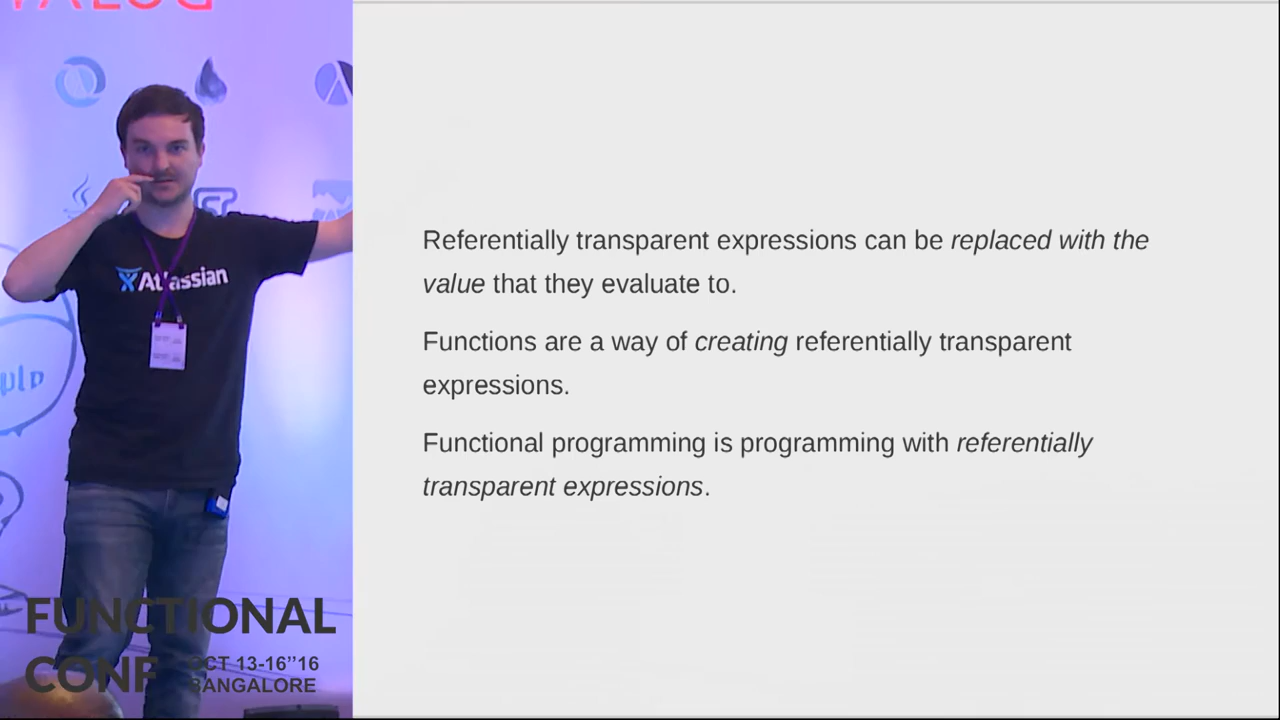 Referentially transparent expressions can be replaced with the
value that they evaluate to.
Functions are a way of creating referentially transparent
expressions.
Functional programming is programming with referentially
transparent expressions.
Atlassian
FUNCTIONAL
CONF
OCT 13-16”16
BANGALORE